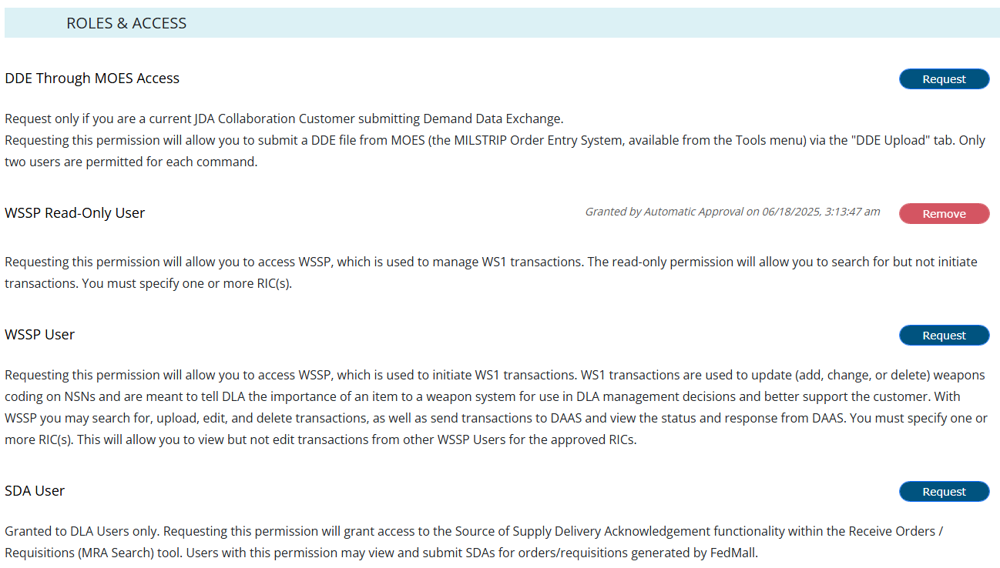 ROLES & ACCESS
DDE Through MOES Access
Request
Request only if you are a current JDA Collaboration Customer submitting Demand Data Exchange.
Requesting this permission will allow you to submit a DDE file from MOES (the MILSTRIP Order Entry System, available from the Tools menu) via the "DDE Upload" tab. Only
two users are permitted for each command.
WSSP Read-Only User
Granted by Automatic Approval on 06/18/2025, 3:13:47 am
Remove
Requesting this permission will allow you to access WSSP, which is used to manage WS1 transactions. The read-only permission will allow you to search for but not initiate
transactions. You must specify one or more RIC(s).
WSSP User
Request
Requesting this permission will allow you to access WSSP, which is used to initiate WS1 transactions. WS1 transactions are used to update (add, change, or delete) weapons
coding on NSNs and are meant to tell DLA the importance of an item to a weapon system for use in DLA management decisions and better support the customer. With
WSSP you may search for, upload, edit, and delete transactions, as well as send transactions to DAAS and view the status and response from DAAS. You must specify one or
more RIC(s). This will allow you to view but not edit transactions from other WSSP Users for the approved RICs.
SDA User
Request
Granted to DLA Users only. Requesting this permission will grant access to the Source of Supply Delivery Acknowledgement functionality within the Receive Orders /
Requisitions (MRA Search) tool. Users with this permission may view and submit SDAs for orders/requisitions generated by FedMall.